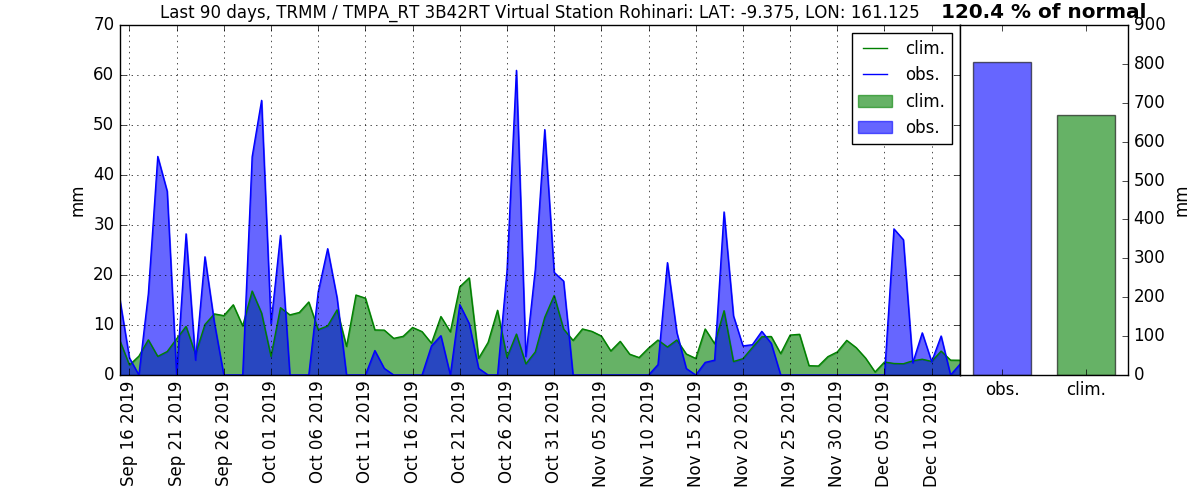 Last 90 days, TRMM / TMPA_RT 3B42RT Virtual Station Rohinari: LAT: -9.375, LON: 161.125
120.4 % of normal
mm
70
60
50
40
30
20
10
0
clim.
obs.
clim.
obs.
Sep 16 2019
Sep 21 2019
Sep 26 2019
Oct 01 2019
Oct 06 2019
Oct 11 2019
Oct 16 2019
Oct 21 2019
Oct 26 2019
Oct 31 2019
Nov 05 2019
Nov 10 2019
Nov 15 2019
Nov 20 2019
Nov 25 2019
Nov 30 2019
Dec 05 2019
Dec 10 2019
900
800
700
600
500
400
300
200
100
0
mm
obs.
clim.